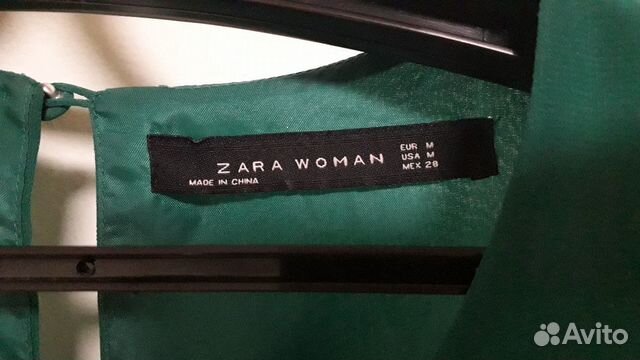 ZARA WOMAN
MADE IN CHINA
EUR M
USA M
MEX 28
Avito